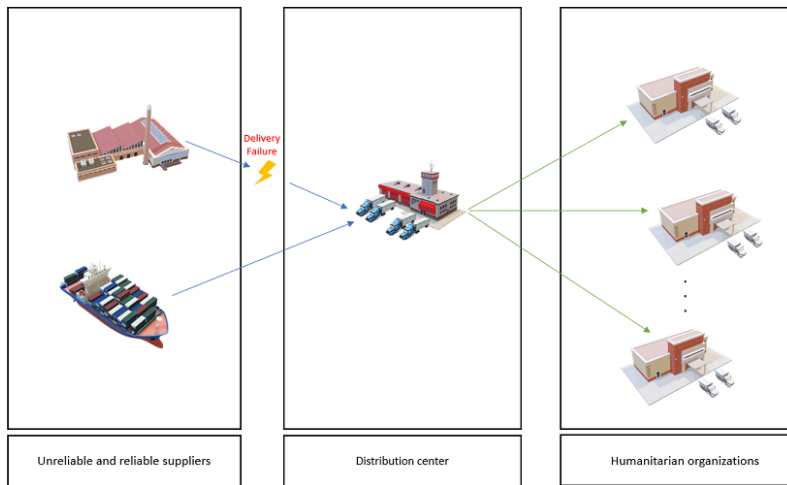 Delivery
Failure
Unreliable and reliable suppliers
Distribution center
Humanitarian organizations